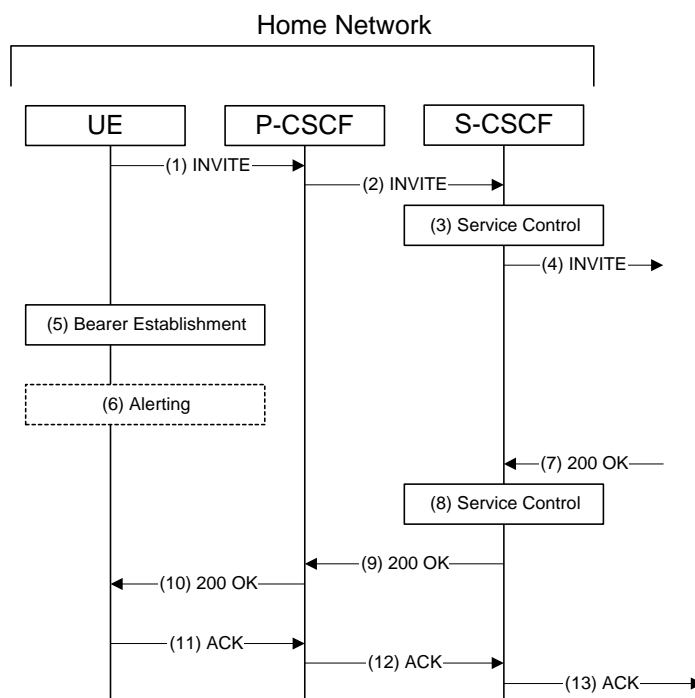 Home Network
UE
P-CSCF
S-CSCF
(1) INVITE
(2) INVITE
(3) Service Control
(4) INVITE
(5) Bearer Establishment
(6) Alerting
(7) 200 OK
(8) Service Control
(9) 200 OK
(10) 200 OK
(11) ACK
(12) ACK
(13) ACK